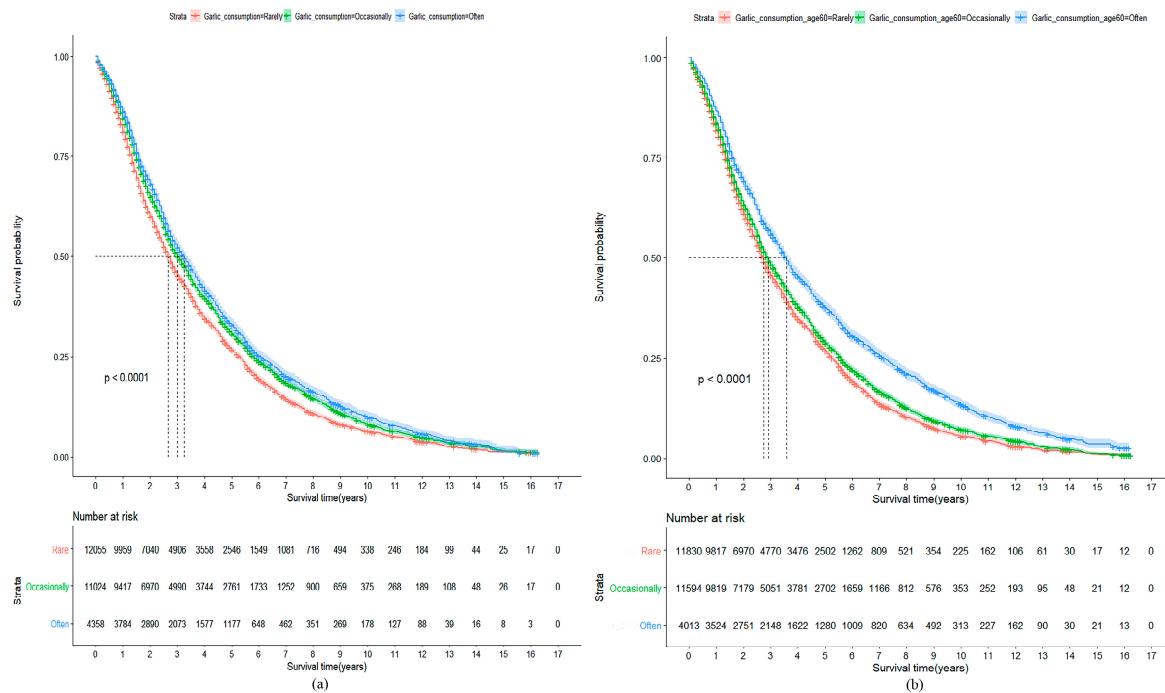 Strata Garlic_consumption=Rarely Garlic_consumption=Occasionally Garlic_consumption=Often
1.00
0.75
0.50
0.25
0.00
Survival probability
p < 0.0001
0 1 2 3 4 5 6 7 8 9 10 11 12 13 14 15 16 17
Survival time(years)
Number at risk
Strata
Rare 12055 9959 7040 4906 3558 2546 1549 1081 716 494 338 246 184 99 44 25 17 0
Occasionally 11024 9417 6970 4990 3744 2761 1733 1252 900 659 375 268 189 108 48 26 17 0
Often 4358 3784 2890 2073 1577 1177 648 462 351 269 178 127 88 39 16 8 3 0
0 1 2 3 4 5 6 7 8 9 10 11 12 13 14 15 16 17
Survival time(years)
(a)
Strata Garlic_consumption_age60=Rarely Garlic_consumption_age60=Occasionally Garlic_consumption_age60=Often
1.00
0.75
0.50
0.25
0.00
Survival probability
p < 0.0001
0 1 2 3 4 5 6 7 8 9 10 11 12 13 14 15 16 17
Survival time(years)
Number at risk
Strata
Rare 11830 9817 6970 4770 3476 2502 1262 809 521 354 225 162 106 61 30 17 12 0
Occasionally 11594 9819 7179 5051 3781 2702 1659 1166 812 576 353 252 193 95 48 21 12 0
Often 4013 3524 2751 2148 1622 1280 1009 820 634 492 313 227 162 90 30 21 13 0
0 1 2 3 4 5 6 7 8 9 10 11 12 13 14 15 16 17
Survival time(years)
(b)